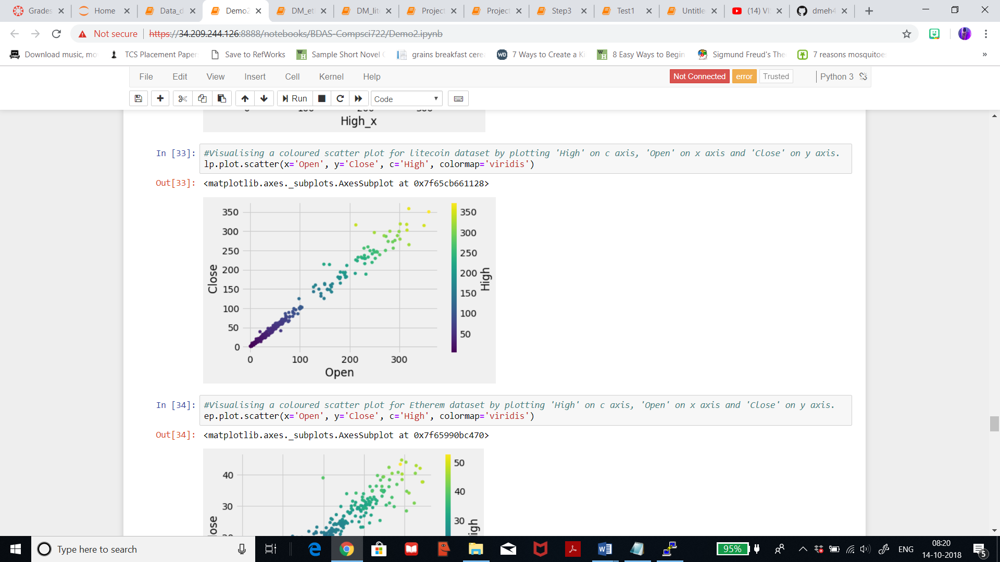 Grades
Home
Data_d
Demo2
DM_et
DM_lit
Project
Project
Step3
Test1
Untitle
(14) VI
dmeh4
Not secure
https://34.209.244.126:8888/notebooks/BDAS-Compsci722/Demo2.ipynb
Download music, mo
TCS Placement Paper
Save to RefWorks
Sample Short Novel
grains breakfast cere
7 Ways to Create a Ki
8 Easy Ways to Begin
Sigmund Freud's The
7 reasons mosquitoe
»
File Edit View Insert Cell Kernel Help
Not Connected error Trusted Python 3
Run Code
0 100 200 300
High_x
In [33]: #Visualising a coloured scatter plot for litecoin dataset by plotting 'High' on c axis, 'Open' on x axis and 'Close' on y axis.
lp.plot.scatter(x='Open', y='Close', c='High', colormap='viridis')
Out[33]: <matplotlib.axes._subplots.AxesSubplot at 0x7f65cb661128>
350
300
250
200
150
100
50
0
Close
0 100 200 300
Open
350
300
250
200
150
100
50
High
In [34]: #Visualising a coloured scatter plot for Etherem dataset by plotting 'High' on c axis, 'Open' on x axis and 'Close' on y axis.
ep.plot.scatter(x='Open', y='Close', c='High', colormap='viridis')
Out[34]: <matplotlib.axes._subplots.AxesSubplot at 0x7f65990bc470>
40
30
20
lose
50
40
30
igh
Type here to search
95%
ENG
08:20
14-10-2018
5